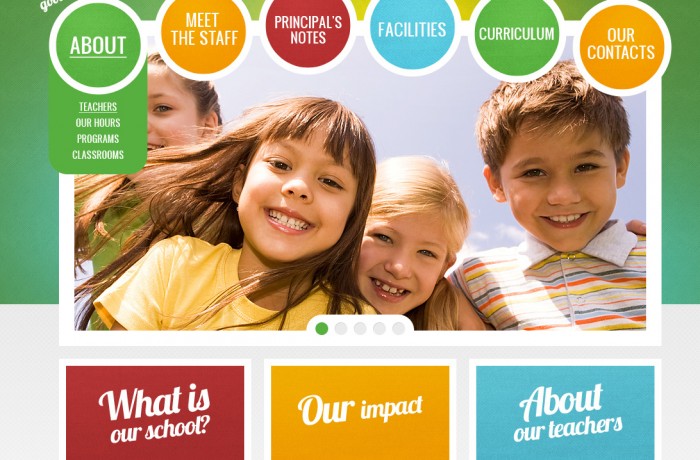 ABOUT
MEET
THE STAFF
PRINCIPAL'S
NOTES
FACILITIES
CURRICULUM
OUR
CONTACTS
TEACHERS
OUR HOURS
PROGRAMS
CLASSROOMS
What is
our school?
Our impact
About
our teachers